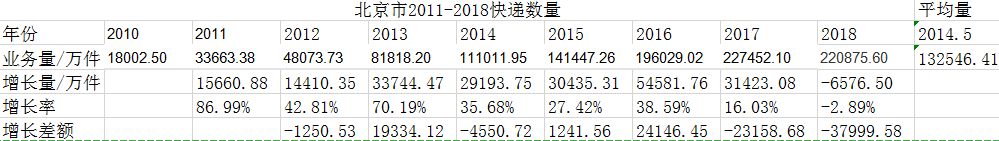 北京市2011-2018快递数量 平均量
年份 2010 2011 2012 2013 2014 2015 2016 2017 2018 2014.5
业务量/万件 18002.50 33663.38 48073.73 81818.20 111011.95 141447.26 196029.02 227452.10 220875.60 132546.41
增长量/万件 15660.88 14410.35 33744.47 29193.75 30435.31 54581.76 31423.08 -6576.50
增长率 86.99% 42.81% 70.19% 35.68% 27.42% 38.59% 16.03% -2.89%
增长差额 -1250.53 19334.12 -4550.72 1241.56 24146.45 -23158.68 -37999.58